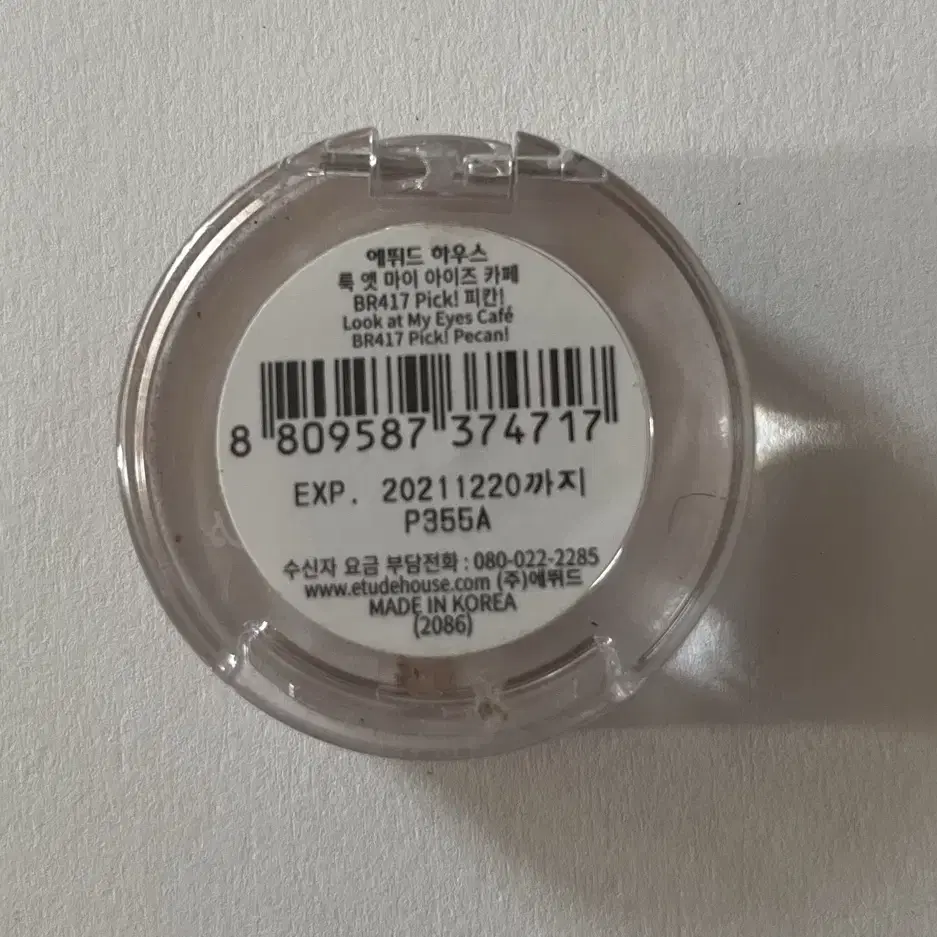 에뛰드 하우스
룩 앳 마이 아이즈 카페
BR417 Pick! 피칸!
Look at My Eyes Café
BR417 Pick! Pecan!
8 809587 374717
EXP. 20211220까지
P355A
수신자 요금 부담전화 : 080-022-2285
www.etudehouse.com (주)에뛰드
MADE IN KOREA
(2086)